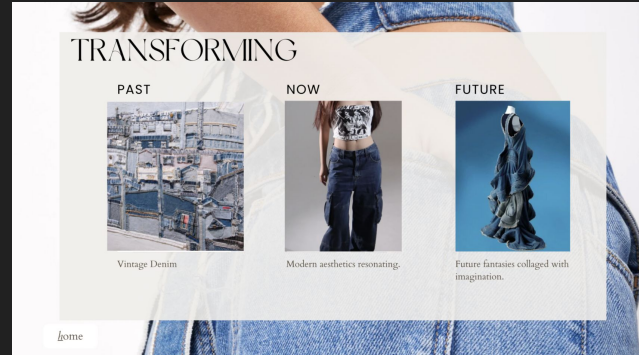 TRANSFORMING
PAST
NOW
FUTURE
Vintage Denim
Modern aesthetics resonating.
Future fantasies collaged with
imagination.
home